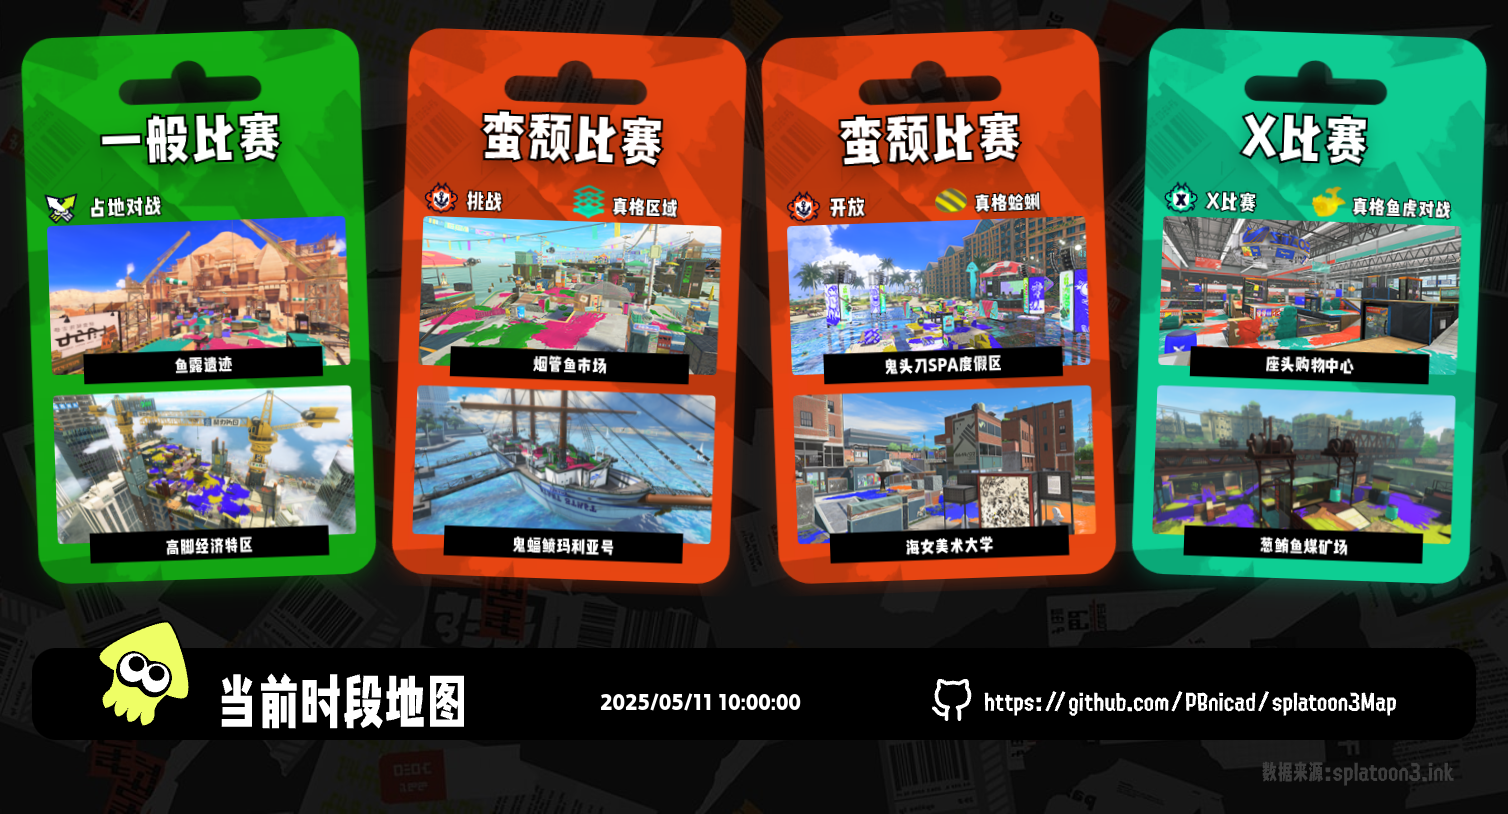 一般比赛
占地对战
鱼露遗迹
高脚经济特区
蛮颓比赛
挑战
真格区域
烟管鱼市场
鬼蝠鲼玛利亚号
蛮颓比赛
开放
真格蛤蜊
鬼头刀SPA度假区
海女美术大学
X比赛
X比赛
真格鱼虎对战
座头购物中心
葱鲔鱼煤矿场
当前时段地图
2025/05/11 10:00:00
https://github.com/PBnicad/splatoon3Map
数据来源:splatoon3.ink